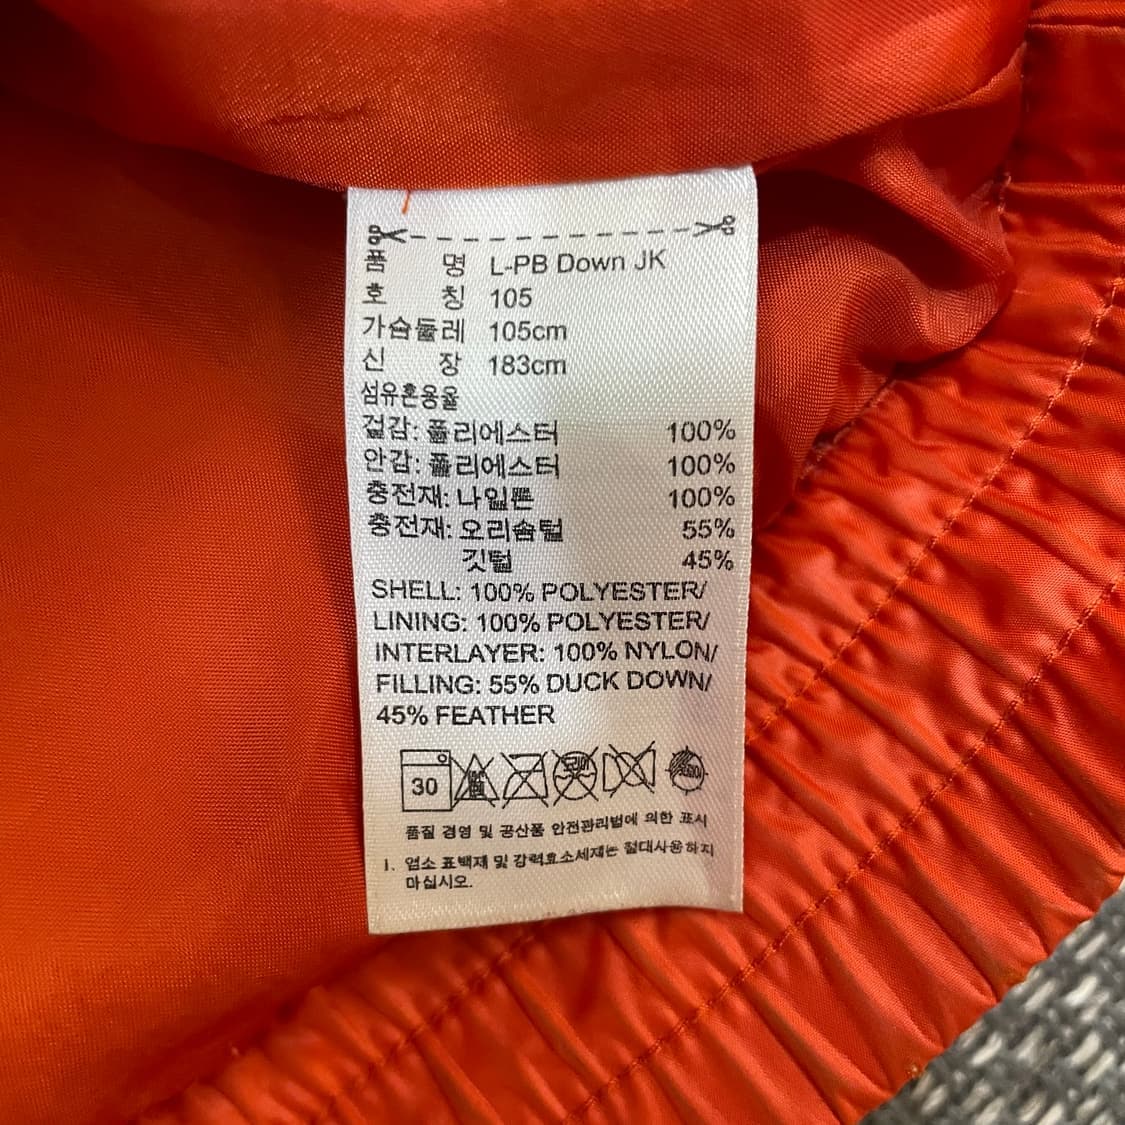 품 명 L-PB Down JK
호 칭 105
가슴둘레 105cm
신 장 183cm
섬유혼용율
겉감: 폴리에스터 100%
안감: 폴리에스터 100%
충전재: 나일론 100%
충전재: 오리솜털 55%
깃털 45%
SHELL: 100% POLYESTER/
LINING: 100% POLYESTER/
INTERLAYER: 100% NYLON/
FILLING: 55% DUCK DOWN/
45% FEATHER
30
품질 경영 및 공산품 안전관리법에 의한 표시
1. 염소 표백재 및 강력효소세제는 절대사용하지
마십시오.